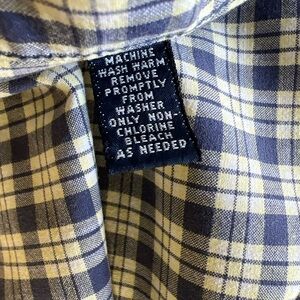 MACHINE
WASH WARM
REMOVE
PROMPTLY
FROM
WASHER
ONLY NON-
CHLORINE
BLEACH
AS NEEDED